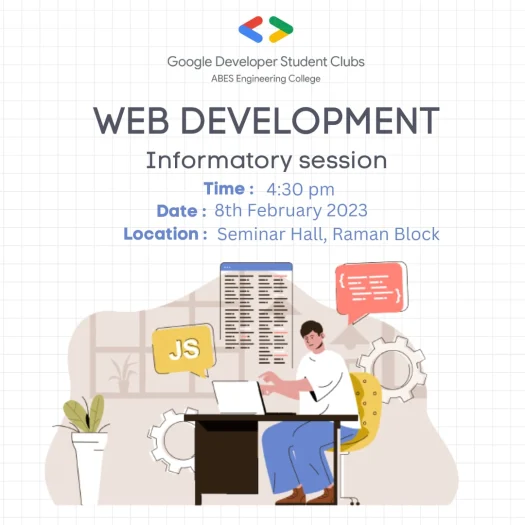 Google Developer Student Clubs
ABES Engineering College
WEB DEVELOPMENT
Informatory session
Time : 4:30 pm
Date : 8th February 2023
Location : Seminar Hall, Raman Block
JS